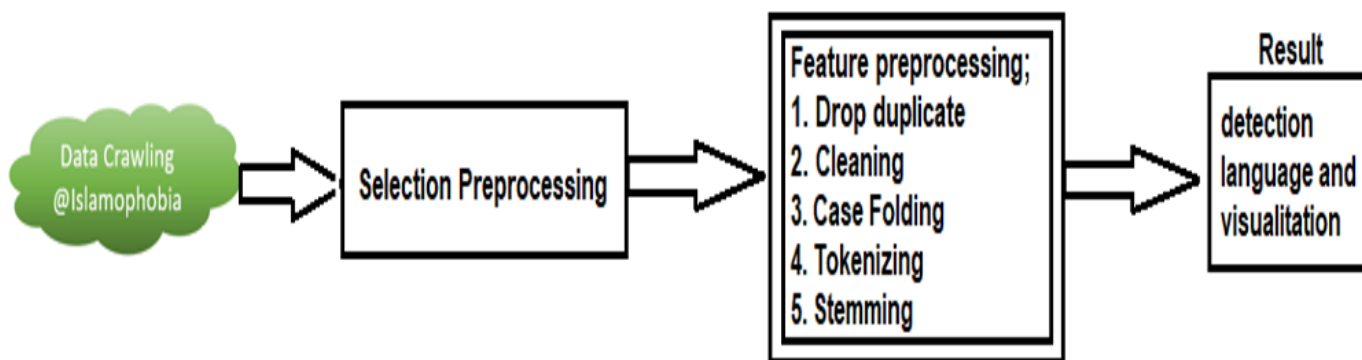 Data Crawling
@Islamophobia
Selection Preprocessing
Feature preprocessing;
1. Drop duplicate
2. Cleaning
3. Case Folding
4. Tokenizing
5. Stemming
Result
detection
language and
visualitation